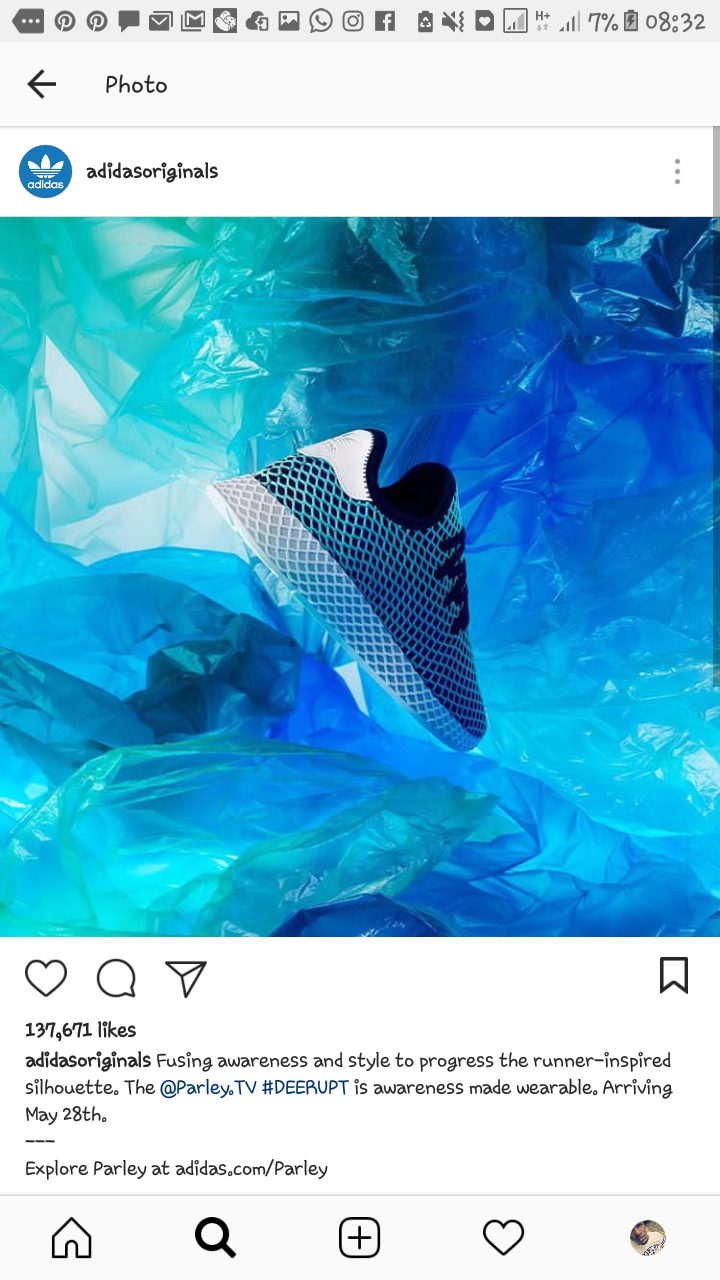 H+ 7% 08:32
Photo
adidas
adidasoriginals
137,671 likes
adidasoriginals Fusing awareness and style to progress the runner-inspired
silhouette. The @Parley.TV #DEERUPT is awareness made wearable. Arriving
May 28th.
---
Explore Parley at adidas.com/Parley